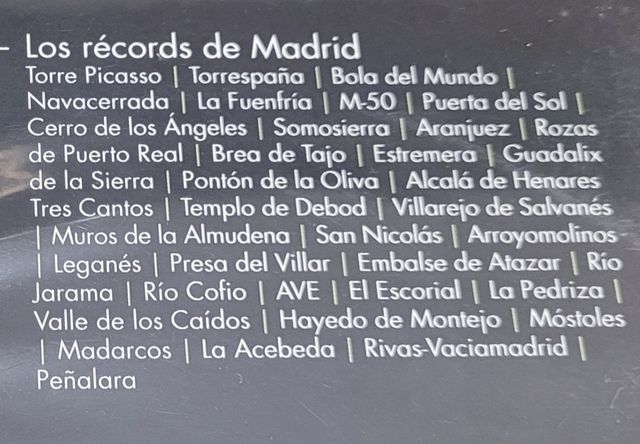 - Los récords de Madrid
Torre Picasso | Torrespaña | Bola del Mundo |
Navacerrada | La Fuenfría | M-50 | Puerta del Sol |
Cerro de los Ángeles | Somosierra | Aranjuez | Rozas
de Puerto Real | Brea de Tajo | Estremera | Guadalix
de la Sierra | Pontón de la Oliva | Alcalá de Henares
Tres Cantos | Templo de Debod | Villarejo de Salvanés
| Muros de la Almudena | San Nicolás | Arroyomolinos
| Leganés | Presa del Villar | Embalse de Atazar | Río
Jarama | Río Cofio | AVE | El Escorial | La Pedriza |
Valle de los Caídos | Hayedo de Montejo | Móstoles
| Madarcos | La Acebeda | Rivas-Vaciamadrid |
Peñalara